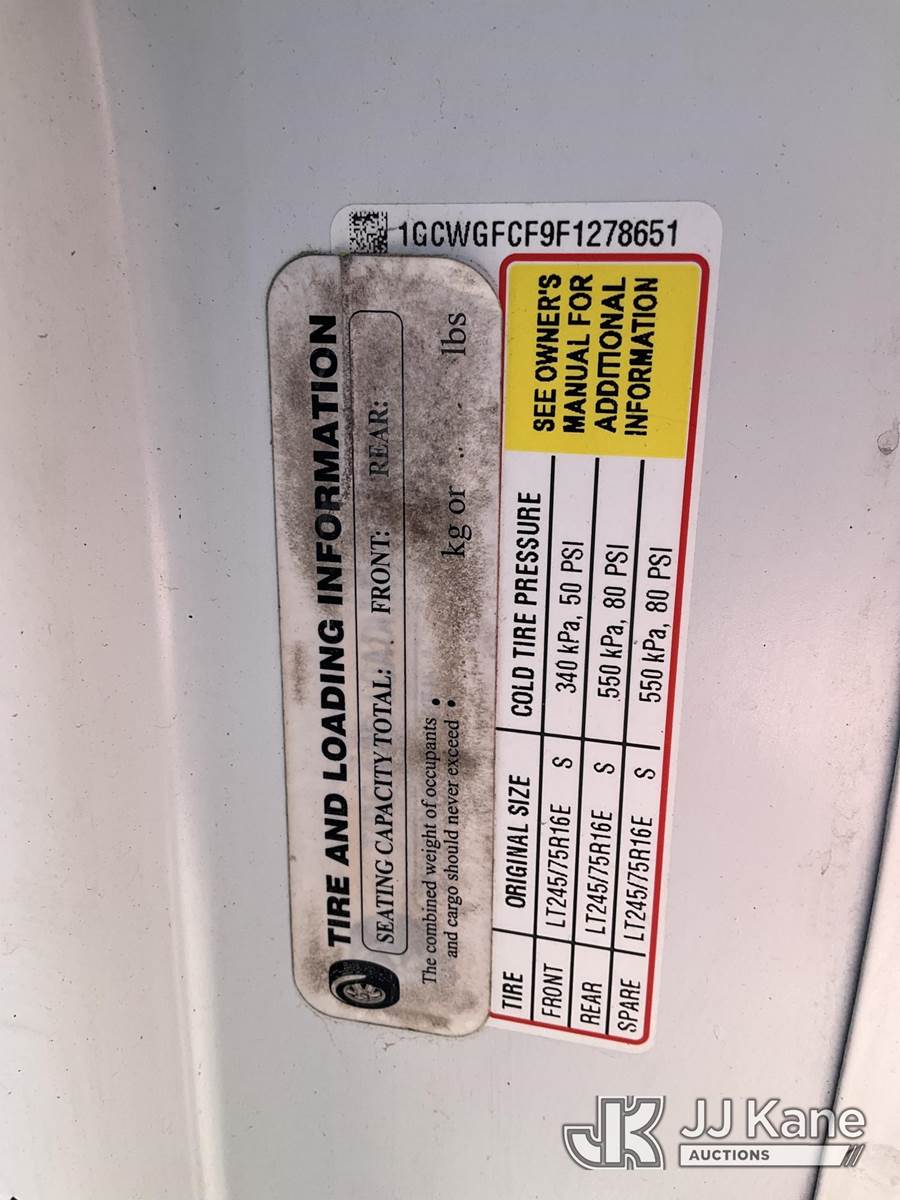 1GCWGFCF9F1278651
TIRE AND LOADING INFORMATION
SEATING CAPACITY TOTAL: FRONT: REAR:
The combined weight of occupants
and cargo should never exceed : kg or lbs
TIRE ORIGINAL SIZE COLD TIRE PRESSURE
FRONT LT245/75R16E S 340 kPa, 50 PSI
REAR LT245/75R16E S 550 kPa, 80 PSI
SPARE LT245/75R16E S 550 kPa, 80 PSI
SEE OWNER'S
MANUAL FOR
ADDITIONAL
INFORMATION
JK JJ Kane
AUCTIONS